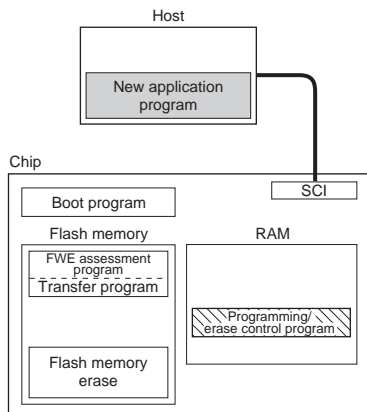 Host
New application
program
Chip
SCI
Boot program
Flash memory
RAM
FWE assessment
program
Transfer program
Programming/
erase control program
Flash memory
erase